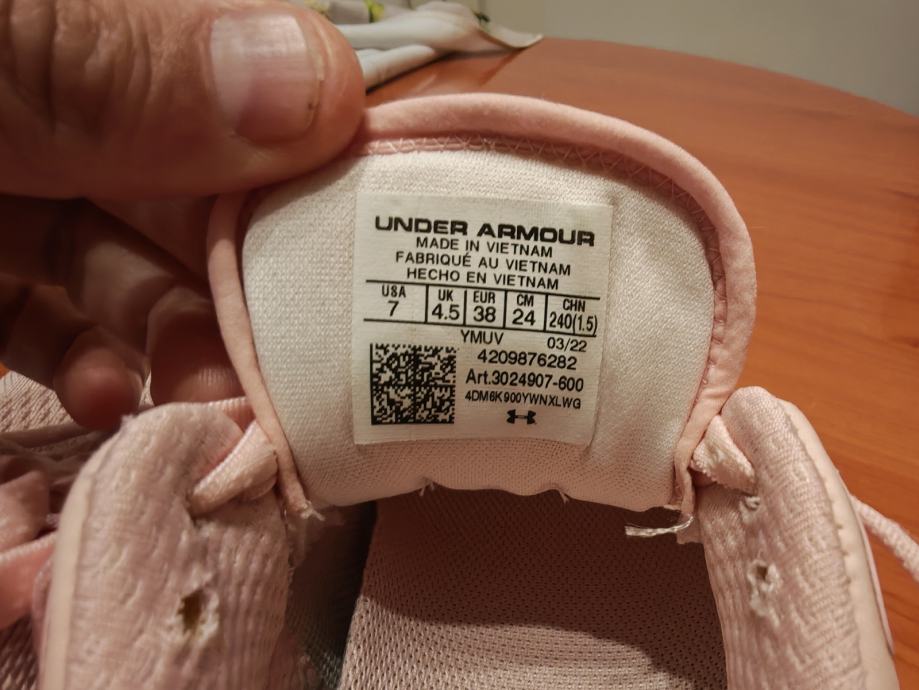 UNDER ARMOUR
MADE IN VIETNAM
FABRIQUÉ AU VIETNAM
HECHO EN VIETNAM
USA UK EUR CM CHN
7 4.5 38 24 240(1.5)
YMUV 03/22
4209876282
Art.3024907-600
4DM6K900YWNXLWG